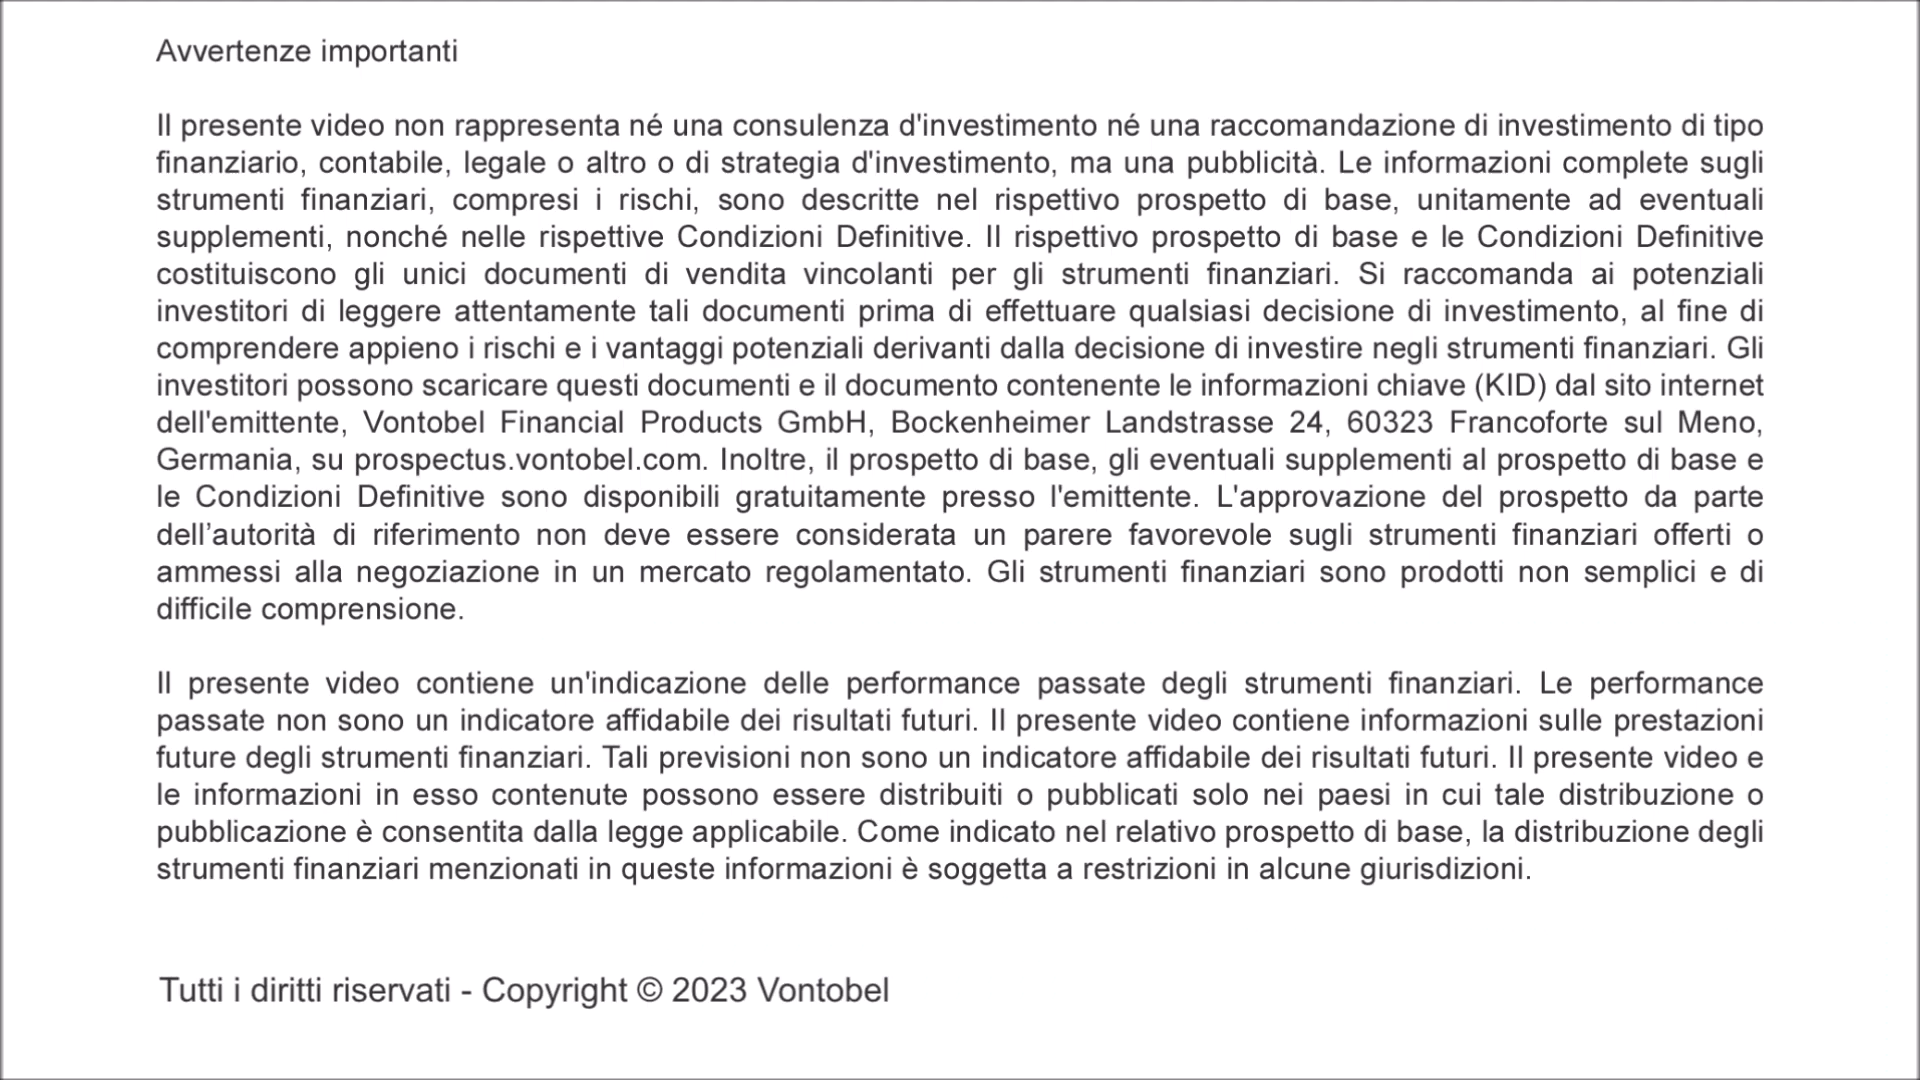 Avvertenze importanti
Il presente video non rappresenta né una consulenza d'investimento né una raccomandazione di investimento di tipo
finanziario, contabile, legale o altro o di strategia d'investimento, ma una pubblicità. Le informazioni complete sugli
strumenti finanziari, compresi i rischi, sono descritte nel rispettivo prospetto di base, unitamente ad eventuali
supplementi, nonché nelle rispettive Condizioni Definitive. Il rispettivo prospetto di base e le Condizioni Definitive
costituiscono gli unici documenti di vendita vincolanti per gli strumenti finanziari. Si raccomanda ai potenziali
investitori di leggere attentamente tali documenti prima di effettuare qualsiasi decisione di investimento, al fine di
comprendere appieno i rischi e i vantaggi potenziali derivanti dalla decisione di investire negli strumenti finanziari. Gli
investitori possono scaricare questi documenti e il documento contenente le informazioni chiave (KID) dal sito internet
dell'emittente, Vontobel Financial Products GmbH, Bockenheimer Landstrasse 24, 60323 Francoforte sul Meno,
Germania, su prospectus.vontobel.com. Inoltre, il prospetto di base, gli eventuali supplementi al prospetto di base e
le Condizioni Definitive sono disponibili gratuitamente presso l'emittente. L'approvazione del prospetto da parte
dell’autorità di riferimento non deve essere considerata un parere favorevole sugli strumenti finanziari offerti o
ammessi alla negoziazione in un mercato regolamentato. Gli strumenti finanziari sono prodotti non semplici e di
difficile comprensione.
Il presente video contiene un'indicazione delle performance passate degli strumenti finanziari. Le performance
passate non sono un indicatore affidabile dei risultati futuri. Il presente video contiene informazioni sulle prestazioni
future degli strumenti finanziari. Tali previsioni non sono un indicatore affidabile dei risultati futuri. Il presente video e
le informazioni in esso contenute possono essere distribuiti o pubblicati solo nei paesi in cui tale distribuzione o
pubblicazione è consentita dalla legge applicabile. Come indicato nel relativo prospetto di base, la distribuzione degli
strumenti finanziari menzionati in queste informazioni è soggetta a restrizioni in alcune giurisdizioni.
Tutti i diritti riservati - Copyright © 2023 Vontobel